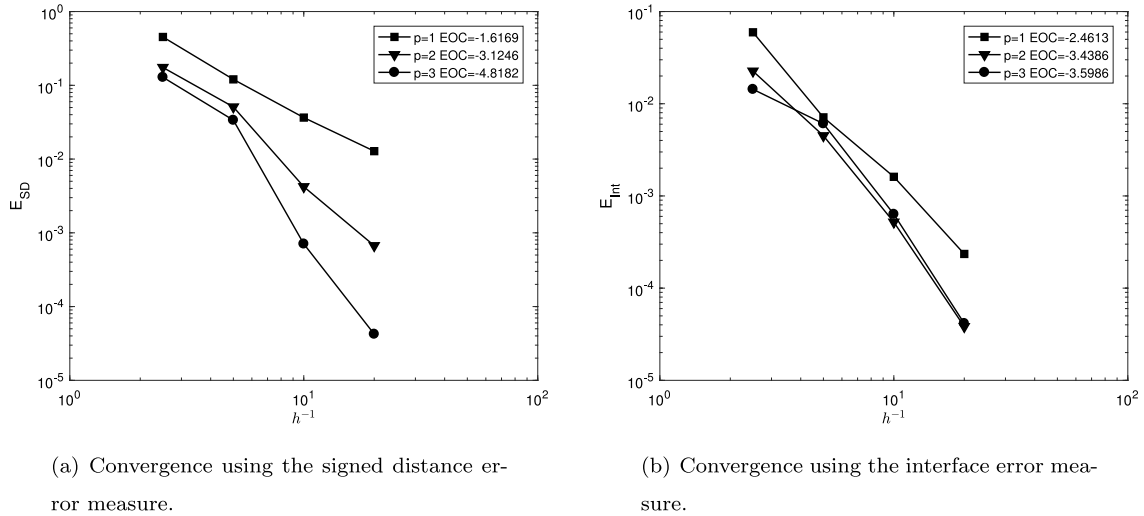 10^0
10^-1
10^-2
10^-3
10^-4
10^-5
E_SD
10^0
10^1
10^2
h^-1
p=1 EOC=-1.6169
p=2 EOC=-3.1246
p=3 EOC=-4.8182
(a) Convergence using the signed distance er-
ror measure.
10^-1
10^-2
10^-3
10^-4
10^-5
E_Int
10^0
10^1
10^2
h^-1
p=1 EOC=-2.4613
p=2 EOC=-3.4386
p=3 EOC=-3.5986
(b) Convergence using the interface error mea-
sure.